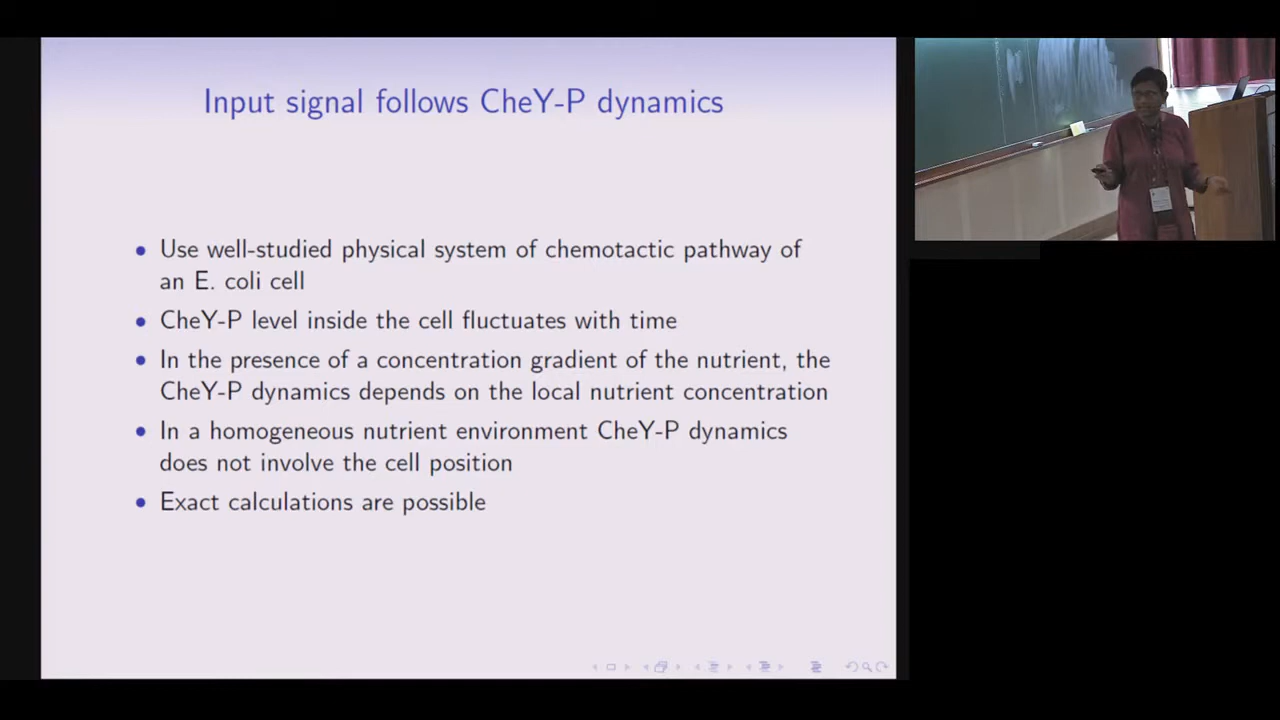 Input signal follows CheY-P dynamics
• Use well-studied physical system of chemotactic pathway of
an E. coli cell
• CheY-P level inside the cell fluctuates with time
• In the presence of a concentration gradient of the nutrient, the
CheY-P dynamics depends on the local nutrient concentration
• In a homogeneous nutrient environment CheY-P dynamics
does not involve the cell position
• Exact calculations are possible